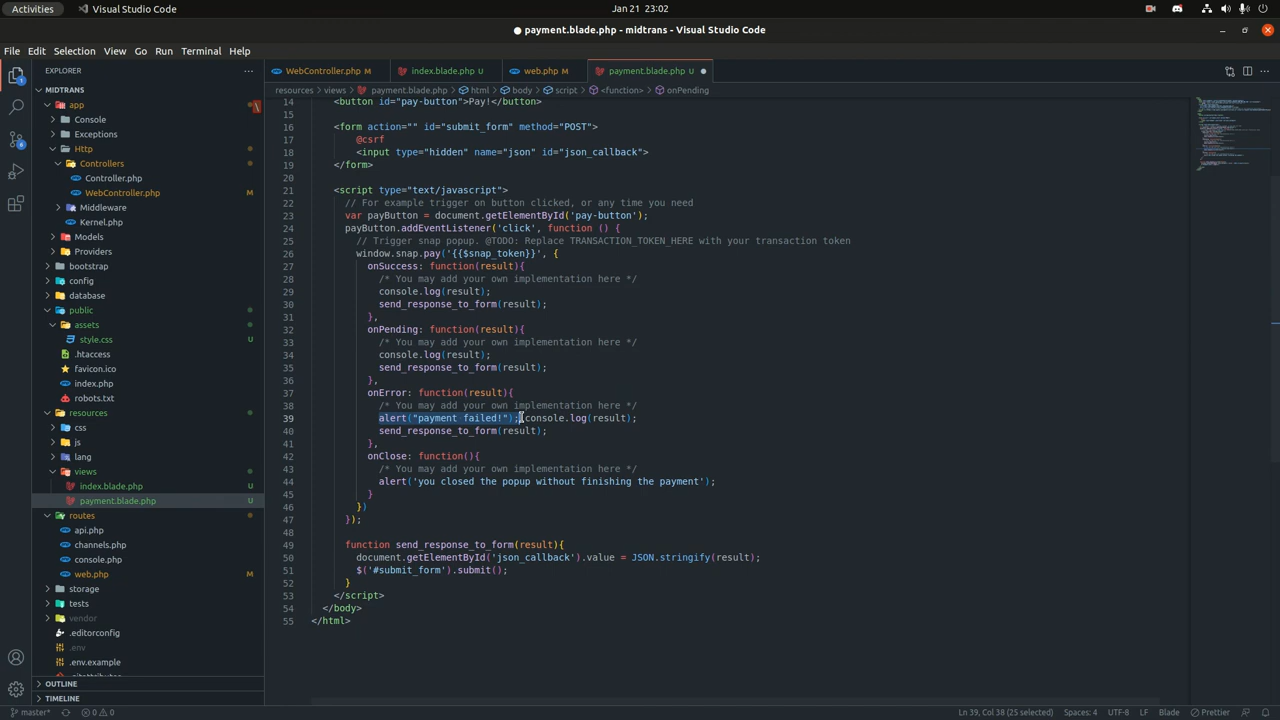 Activities
Visual Studio Code
Jan 21 23:02
● payment.blade.php - midtrans - Visual Studio Code
File Edit Selection View Go Run Terminal Help
EXPLORER
MIDTRANS
app
Console
Exceptions
Http
Controllers
Controller.php
WebController.php M
Middleware
Kernel.php
Models
Providers
bootstrap
config
database
public
assets
style.css U
.htaccess
favicon.ico
index.php
robots.txt
resources
css
js
lang
views
index.blade.php U
payment.blade.php U
routes
api.php
channels.php
console.php
web.php M
storage
tests
vendor
.editorconfig
.env
.env.example
OUTLINE
TIMELINE
1
6
WebController.php M
index.blade.php U
web.php M
payment.blade.php U
resources > views > payment.blade.php > html > body > script > <function> > onPending
14 <button id="pay-button">Pay!</button>
15
16 <form action="" id="submit_form" method="POST">
17 @csrf
18 <input type="hidden" name="json" id="json_callback">
19 </form>
20
21 <script type="text/javascript">
22 // For example trigger on button clicked, or any time you need
23 var payButton = document.getElementById('pay-button');
24 payButton.addEventListener('click', function () {
25 // Trigger snap popup. @TODO: Replace TRANSACTION_TOKEN_HERE with your transaction token
26 window.snap.pay('{{$snap_token}}', {
27 onSuccess: function(result){
28 /* You may add your own implementation here */
29 console.log(result);
30 send_response_to_form(result);
31 },
32 onPending: function(result){
33 /* You may add your own implementation here */
34 console.log(result);
35 send_response_to_form(result);
36 },
37 onError: function(result){
38 /* You may add your own implementation here */
39 alert("payment failed!"); console.log(result);
40 send_response_to_form(result);
41 },
42 onClose: function(){
43 /* You may add your own implementation here */
44 alert('you closed the popup without finishing the payment');
45 }
46 })
47 });
48
49 function send_response_to_form(result){
50 document.getElementById('json_callback').value = JSON.stringify(result);
51 $('#submit_form').submit();
52 }
53 </script>
54 </body>
55 </html>
master* 0 0
Ln 39, Col 38 (25 selected) Spaces: 4 UTF-8 LF Blade Prettier